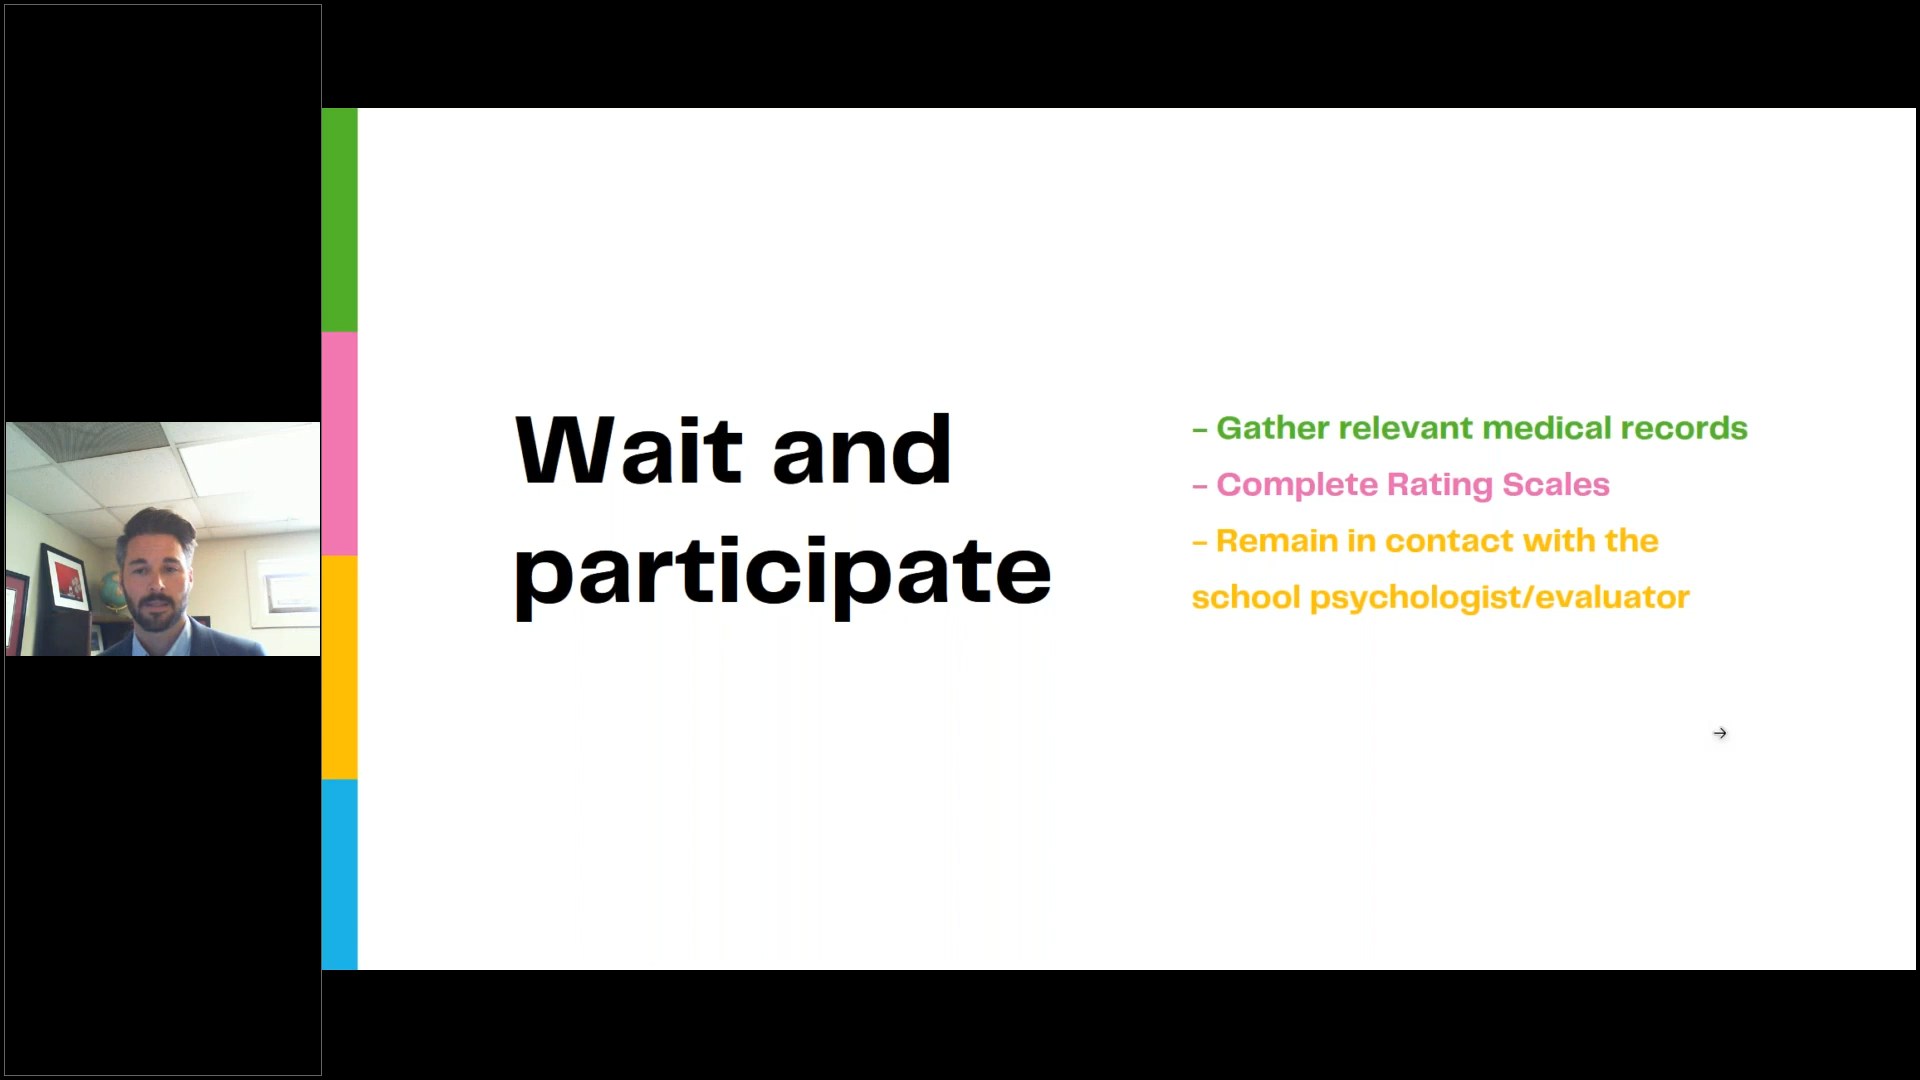 Wait and
participate
– Gather relevant medical records
– Complete Rating Scales
– Remain in contact with the
school psychologist/evaluator